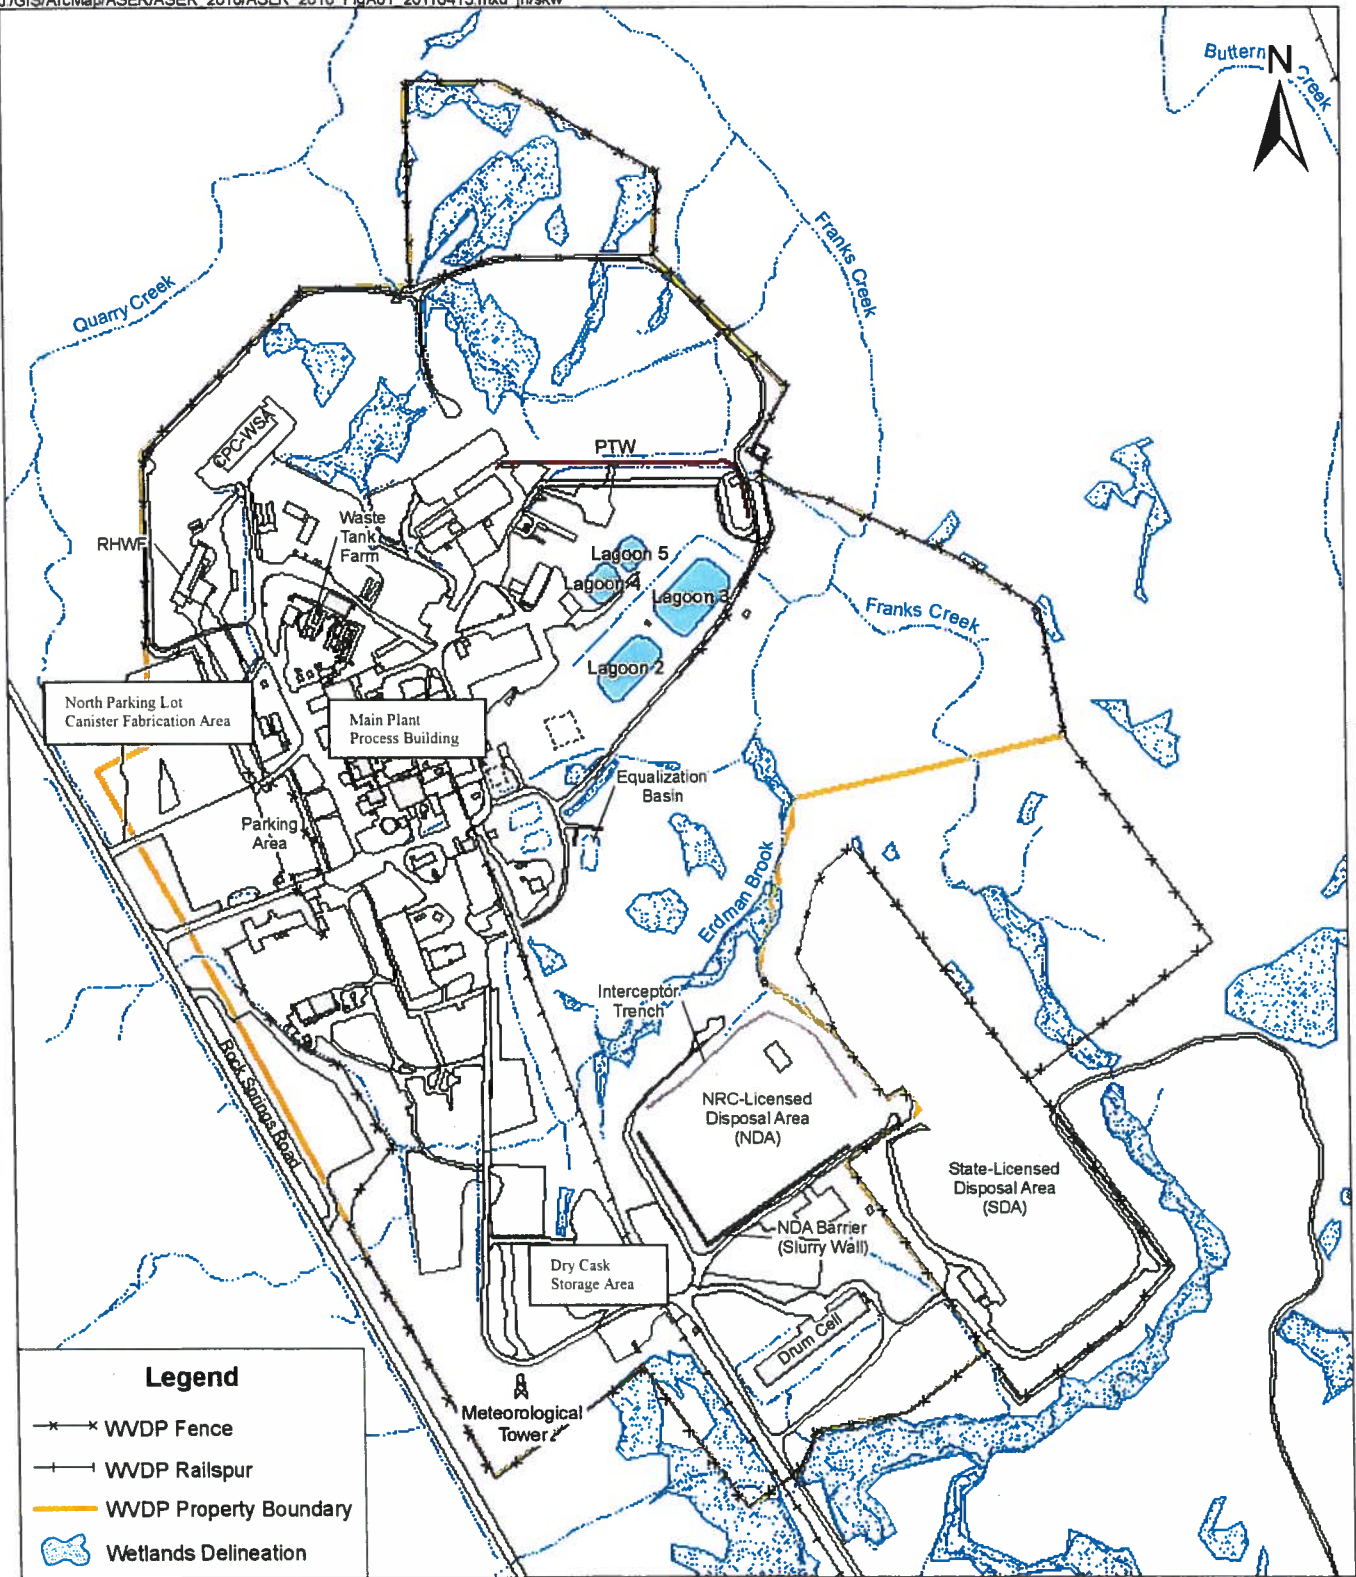 Buttern
Creek
N
Franks Creek
Quarry Creek
CPC-WSA
PTW
Waste
Tank
Farm
RHWF
Lagoon 5
Lagoon 4
Lagoon 3
Franks Creek
Lagoon 2
North Parking Lot
Canister Fabrication Area
Main Plant
Process Building
Equalization
Basin
Parking
Area
Erdman Brook
Interceptor
Trench
Rock Springs Road
NRC-Licensed
Disposal Area
(NDA)
State-Licensed
Disposal Area
(SDA)
NDA Barrier
(Slurry Wall)
Dry Cask
Storage Area
Drum Cell
Meteorological
Tower
Legend
WVDP Fence
WVDP Railspur
WVDP Property Boundary
Wetlands Delineation